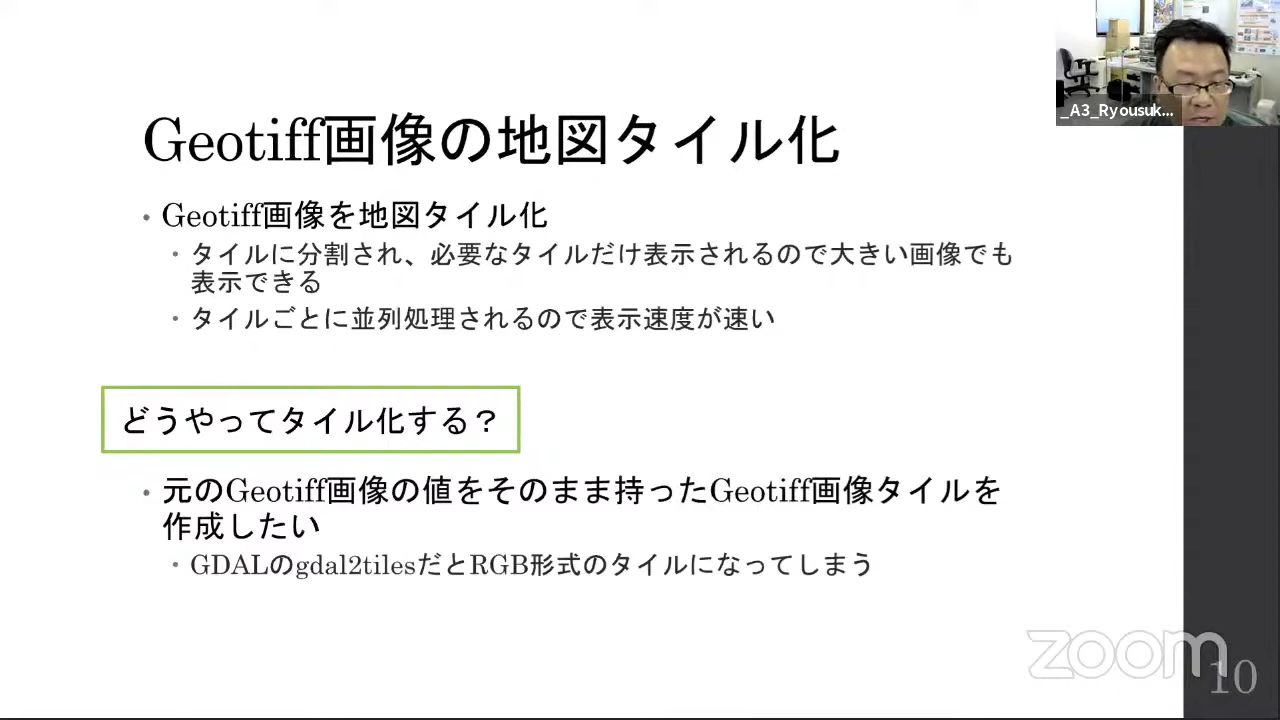 _A3_Ryousuk...
Geotiff画像の地図タイル化
• Geotiff画像を地図タイル化
• タイルに分割され、必要なタイルだけ表示されるので大きい画像でも
表示できる
• タイルごとに並列処理されるので表示速度が速い
どうやってタイル化する？
• 元のGeotiff画像の値をそのまま持ったGeotiff画像タイルを
作成したい
• GDALのgdal2tilesだとRGB形式のタイルになってしまう
zoom
10